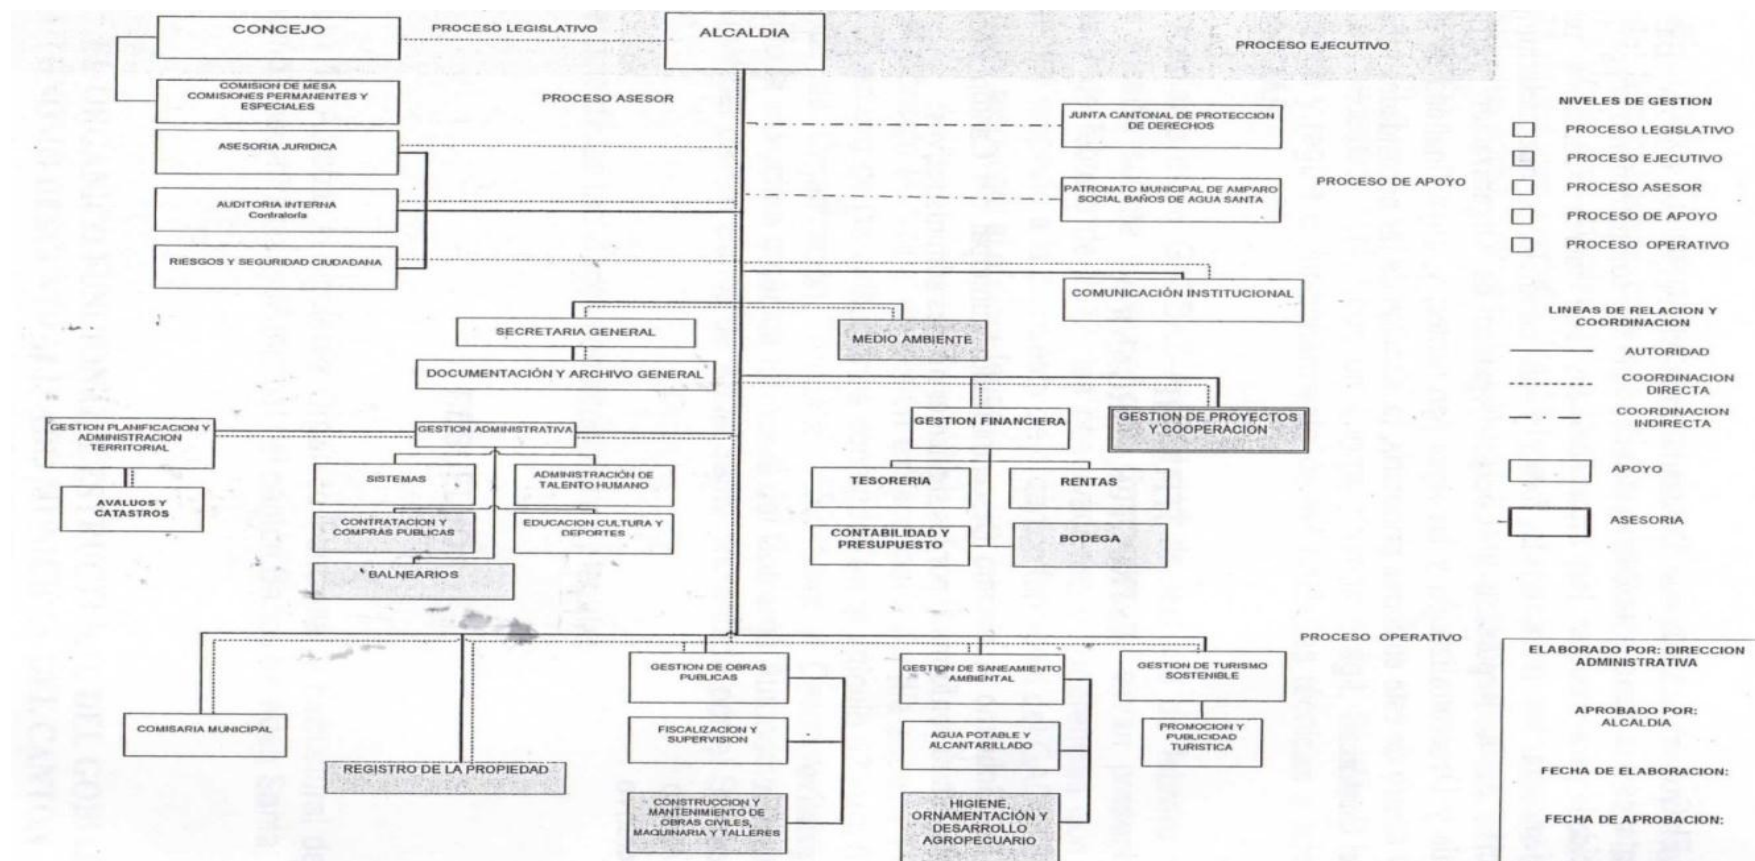 CONCEJO
PROCESO LEGISLATIVO
ALCALDIA
PROCESO EJECUTIVO
COMISION DE MESA
COMISIONES PERMANENTES Y
ESPECIALES
PROCESO ASESOR
ASESORIA JURIDICA
AUDITORIA INTERNA
Contraloría
RIESGOS Y SEGURIDAD CIUDADANA
JUNTA CANTONAL DE PROTECCION
DE DERECHOS
PATRONATO MUNICIPAL DE AMPARO
SOCIAL BAÑOS DE AGUA SANTA
PROCESO DE APOYO
COMUNICACIÓN INSTITUCIONAL
NIVELES DE GESTION
PROCESO LEGISLATIVO
PROCESO EJECUTIVO
PROCESO ASESOR
PROCESO DE APOYO
PROCESO OPERATIVO
LINEAS DE RELACION Y
COORDINACION
AUTORIDAD
COORDINACION
DIRECTA
COORDINACION
INDIRECTA
APOYO
ASESORIA
SECRETARIA GENERAL
MEDIO AMBIENTE
DOCUMENTACIÓN Y ARCHIVO GENERAL
GESTION PLANIFICACION Y
ADMINISTRACION
TERRITORIAL
AVALUOS Y
CATASTROS
GESTION ADMINISTRATIVA
SISTEMAS
ADMINISTRACIÓN DE
TALENTO HUMANO
CONTRATACION Y
COMPRAS PUBLICAS
EDUCACION CULTURA Y
DEPORTES
BALNEARIOS
GESTION FINANCIERA
GESTION DE PROYECTOS
Y COOPERACION
TESORERIA
RENTAS
CONTABILIDAD Y
PRESUPUESTO
BODEGA
PROCESO OPERATIVO
COMISARIA MUNICIPAL
REGISTRO DE LA PROPIEDAD
GESTION DE OBRAS
PUBLICAS
FISCALIZACION Y
SUPERVISION
CONSTRUCCION Y
MANTENIMIENTO DE
OBRAS CIVILES,
MAQUINARIA Y TALLERES
GESTION DE SANEAMIENTO
AMBIENTAL
AGUA POTABLE Y
ALCANTARILLADO
HIGIENE,
ORNAMENTACIÓN Y
DESARROLLO
AGROPECUARIO
GESTION DE TURISMO
SOSTENIBLE
PROMOCION Y
PUBLICIDAD
TURISTICA
ELABORADO POR: DIRECCION
ADMINISTRATIVA
APROBADO POR:
ALCALDIA
FECHA DE ELABORACION:
FECHA DE APROBACION: